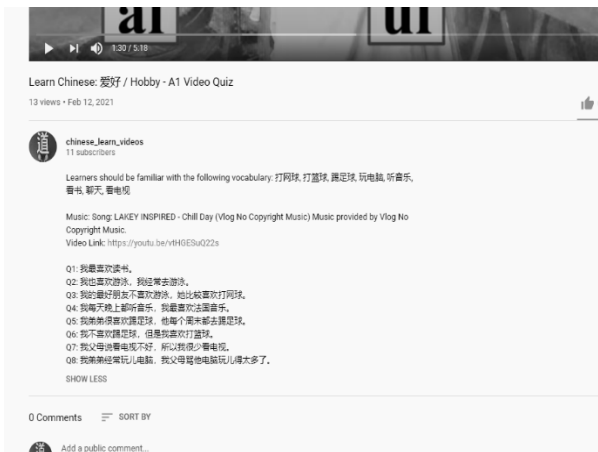 ai
ui
1:30 / 5:18
Learn Chinese: 爱好 / Hobby - A1 Video Quiz
13 views • Feb 12, 2021
道
chinese_learn_videos
11 subscribers
Learners should be familiar with the following vocabulary: 打网球, 打篮球, 踢足球, 玩电脑, 听音乐,
看书, 聊天, 看电视
Music: Song: LAKEY INSPIRED - Chill Day (Vlog No Copyright Music) Music provided by Vlog No
Copyright Music.
Video Link: https://youtu.be/vtHGESuQ22s
Q1: 我最喜欢读书。
Q2: 我也喜欢游泳，我经常去游泳。
Q3: 我的最好朋友不喜欢游泳，她比较喜欢打网球。
Q4: 我每天晚上都听音乐，我最喜欢法国音乐。
Q5: 我弟弟很喜欢踢足球，他每个周末都去踢足球。
Q6: 我不喜欢踢足球，但是我喜欢打篮球。
Q7: 我父母说看电视不好，所以我很少看电视。
Q8: 我弟弟经常玩儿电脑，我父母骂他电脑玩儿得太多了。
SHOW LESS
0 Comments
SORT BY
Add a public comment...